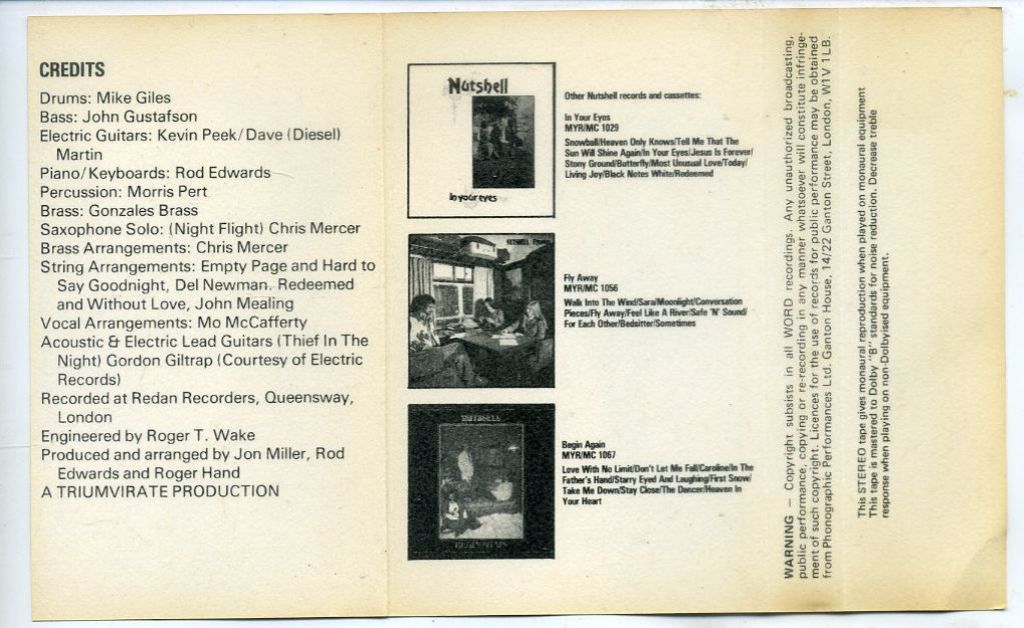 CREDITS
Drums: Mike Giles
Bass: John Gustafson
Electric Guitars: Kevin Peek/Dave (Diesel)
Martin
Piano/Keyboards: Rod Edwards
Percussion: Morris Pert
Brass: Gonzales Brass
Saxophone Solo: (Night Flight) Chris Mercer
Brass Arrangements: Chris Mercer
String Arrangements: Empty Page and Hard to
Say Goodnight, Del Newman. Redeemed
and Without Love, John Mealing
Vocal Arrangements: Mo McCafferty
Acoustic & Electric Lead Guitars (Thief In The
Night) Gordon Giltrap (Courtesy of Electric
Records)
Recorded at Redan Recorders, Queensway,
London
Engineered by Roger T. Wake
Produced and arranged by Jon Miller, Rod
Edwards and Roger Hand
A TRIUMVIRATE PRODUCTION
Nutshell
In your eyes
Other Nutshell records and cassettes:
In Your Eyes
MYR/MC 1029
Snowball/Heaven Only Knows/Tell Me That The
Sun Will Shine Again/In Your Eyes/Jesus Is Forever/
Stony Ground/Butterfly/Most Unusual Love/Today/
Living Joy/Black Notes White/Redeemed
Fly Away
MYR/MC 1056
Walk Into The Wind/Sara/Moonlight/Conversation
Pieces/Fly Away/Feel Like A River/Safe 'N' Sound/
For Each Other/Bedsitter/Sometimes
NUTSHELL
Begin Again
MYR/MC 1067
Love With No Limit/Don't Let Me Fall/Caroline/In The
Father's Hand/Starry Eyed And Laughing/First Snow/
Take Me Down/Stay Close/The Dancer/Heaven In
Your Heart
WARNING – Copyright subsists in all WORD recordings. Any unauthorized broadcasting,
public performance, copying or re-recording in any manner whatsoever will constitute infringe-
ment of such copyright. Licences for the use of records for public performance may be obtained
from Phonographic Performances Ltd. Ganton House, 14/22 Ganton Street, London, W1V 1LB.
This STEREO tape gives monaural reproduction when played on monaural equipment
This tape is mastered to Dolby "B" standards for noise reduction. Decrease treble
response when playing on non-Dolbyised equipment.